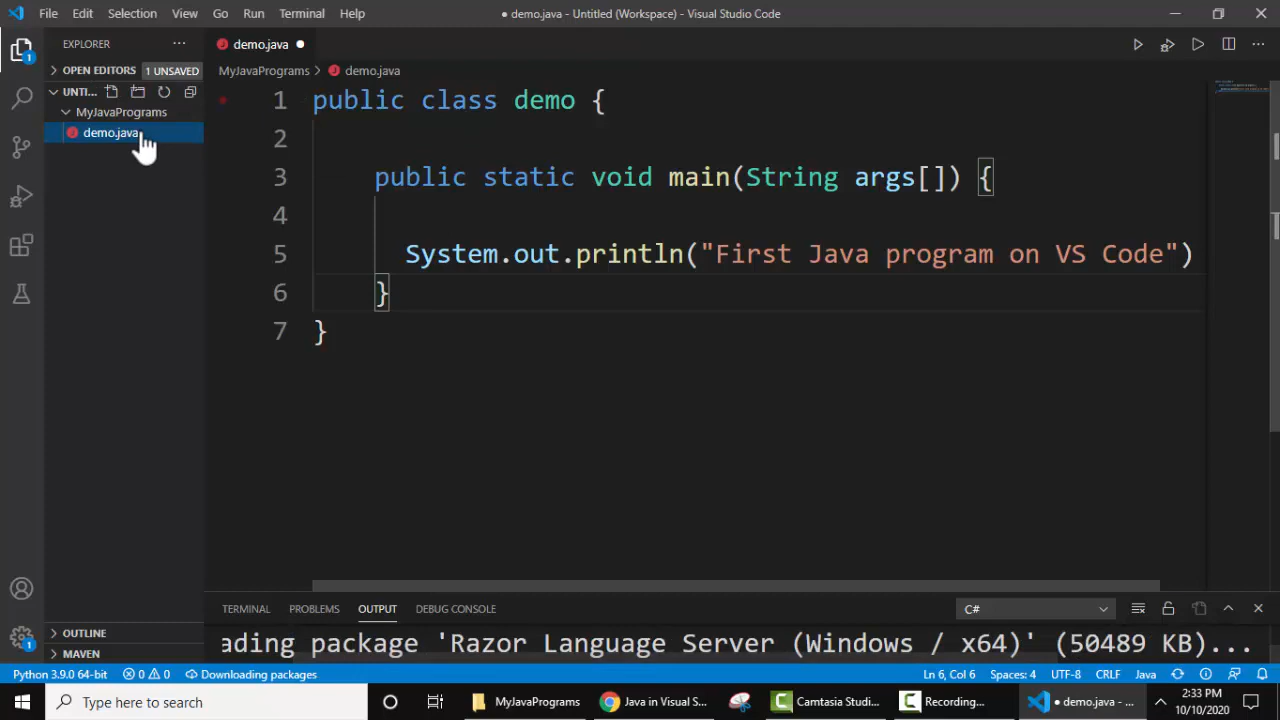 File Edit Selection View Go Run Terminal Help
● demo.java - Untitled (Workspace) - Visual Studio Code
EXPLORER
OPEN EDITORS 1 UNSAVED
UNTI...
MyJavaPrograms
demo.java
demo.java
MyJavaPrograms > demo.java
1 public class demo {
2
3 public static void main(String args[]) {
4
5 System.out.println("First Java program on VS Code")
6 }
7 }
OUTLINE
MAVEN
TERMINAL PROBLEMS OUTPUT DEBUG CONSOLE
C#
ading package 'Razor Language Server (Windows / x64)' (50489 KB)...
Python 3.9.0 64-bit 0 0 Downloading packages Ln 6, Col 6 Spaces: 4 UTF-8 CRLF Java
Type here to search
MyJavaPrograms
Java in Visual S...
Camtasia Studi...
Recording...
● demo.java - ...
2:33 PM
10/10/2020
1
1